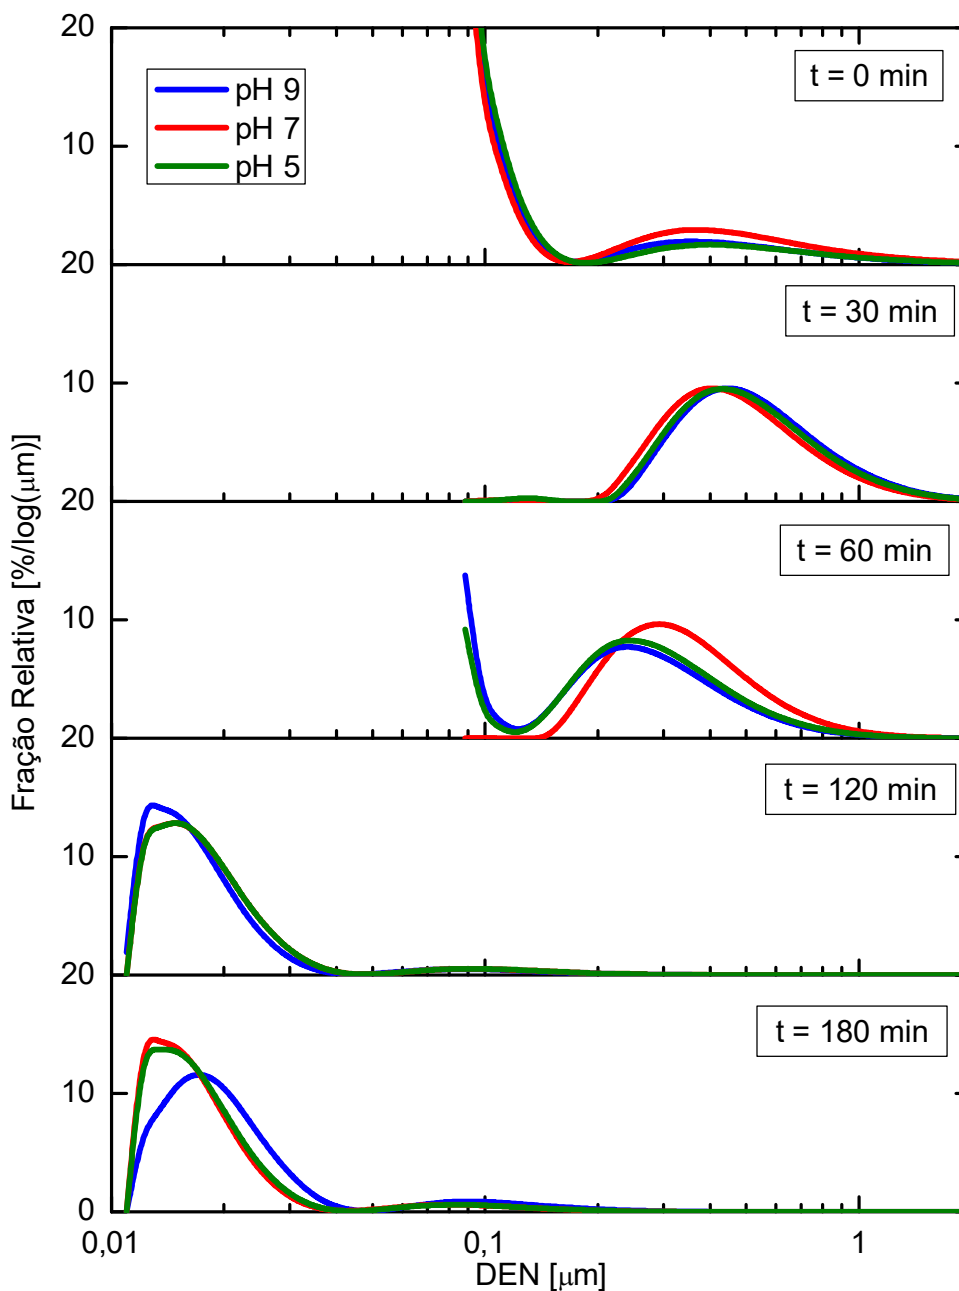 20
t = 0 min
pH 9
pH 7
pH 5
10
20
t = 30 min
10
20
t = 60 min
10
20
t = 120 min
10
20
t = 180 min
10
0
0,01
0,1
1
DEN [μm]
Fração Relativa [%/log(μm)]